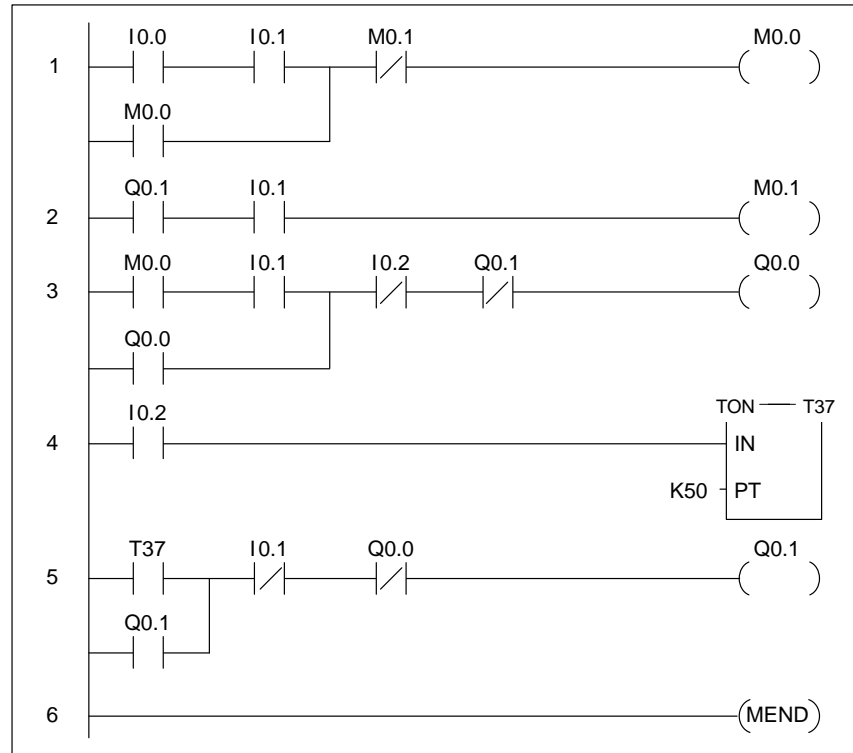 I0.0 I0.1 M0.1 M0.0
1
M0.0
Q0.1 I0.1 M0.1
2
M0.0 I0.1 I0.2 Q0.1 Q0.0
3
Q0.0
I0.2
TON T37
4 IN
K50 PT
T37 I0.1 Q0.0 Q0.1
5
Q0.1
6 MEND